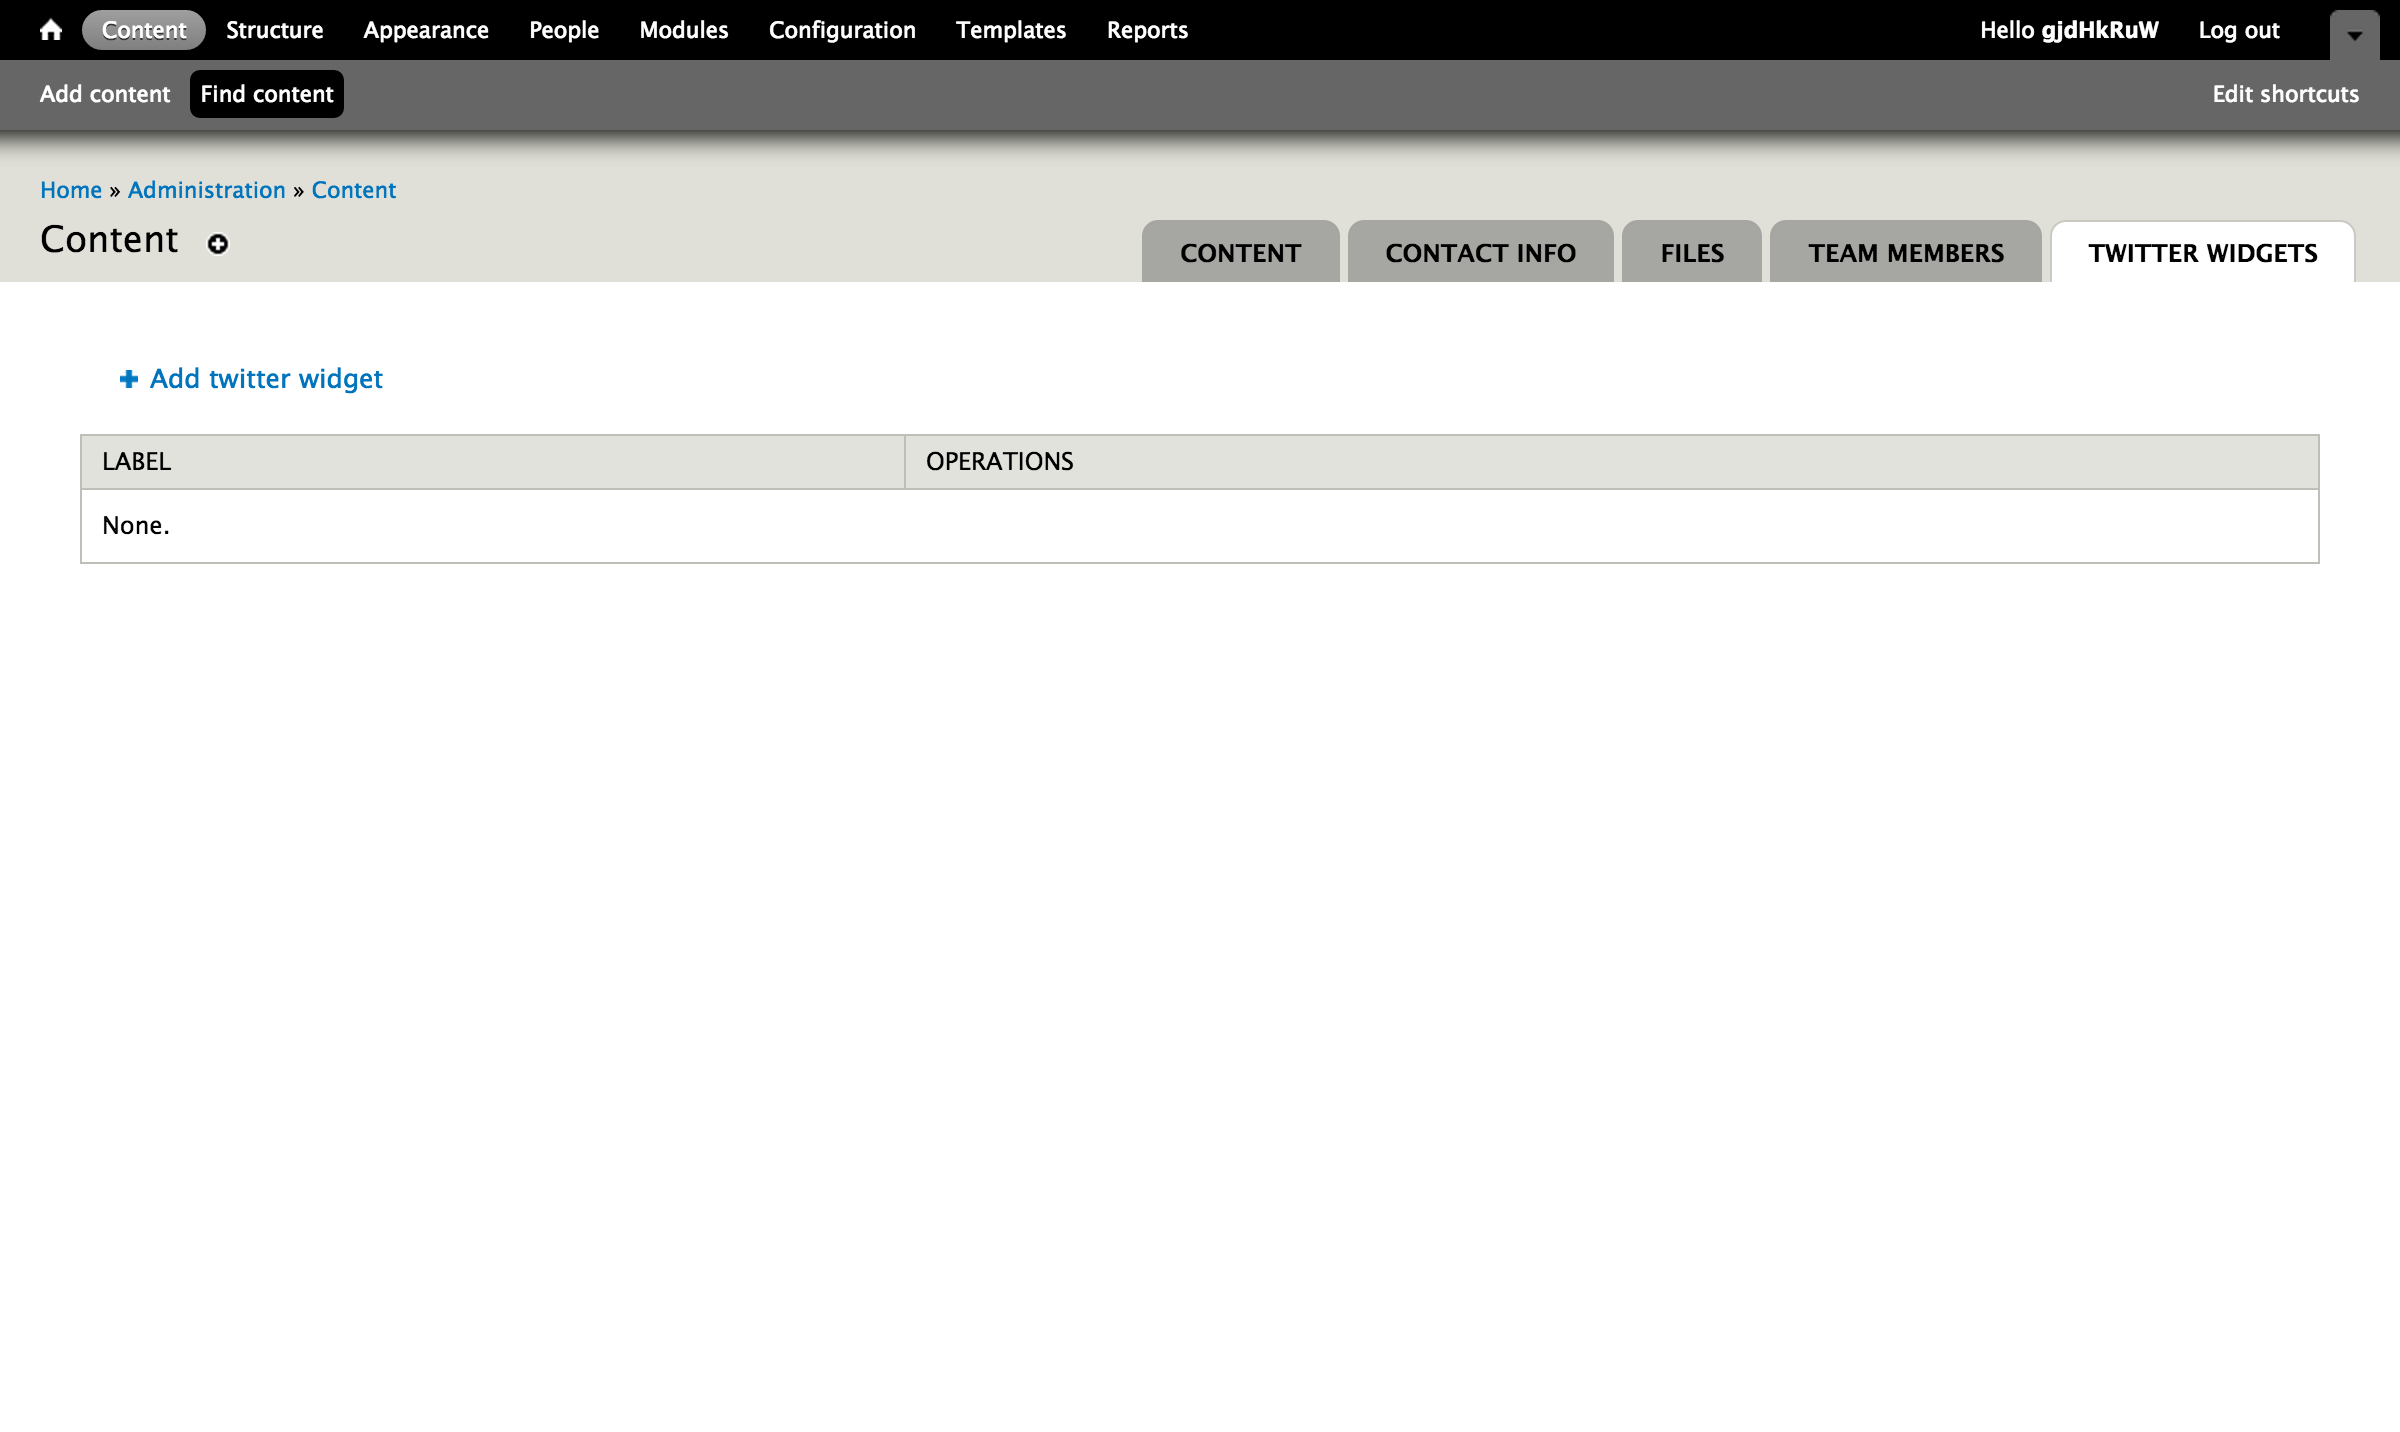 Content Structure Appearance People Modules Configuration Templates Reports Hello gjdHkRuW Log out
Add content Find content Edit shortcuts
Home » Administration » Content
Content CONTENT CONTACT INFO FILES TEAM MEMBERS TWITTER WIDGETS
Add twitter widget
LABEL OPERATIONS
None.